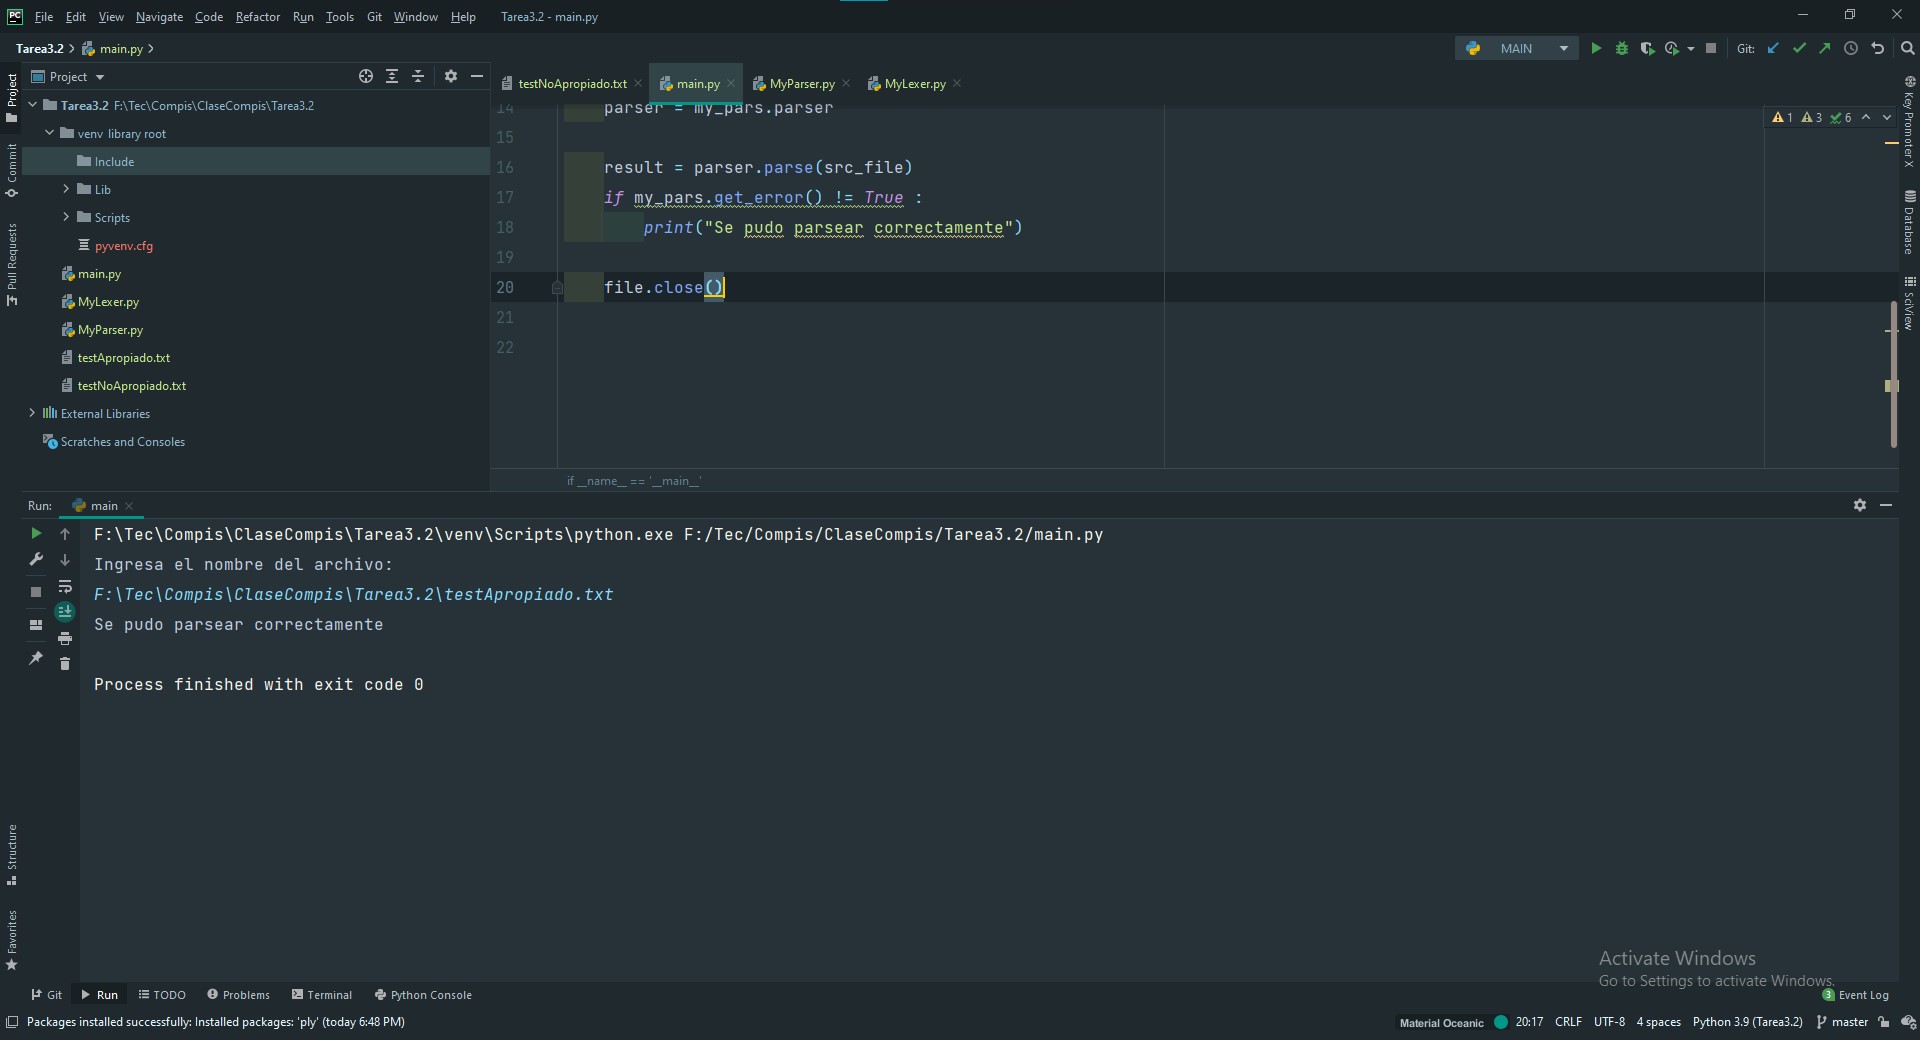 PC File Edit View Navigate Code Refactor Run Tools Git Window Help Tarea3.2 - main.py
Tarea3.2 main.py
MAIN Git:
Project
testNoApropiado.txt main.py MyParser.py MyLexer.py
Tarea3.2 F:\Tec\Compis\ClaseCompis\Tarea3.2
venv library root
Include
Lib
Scripts
pyvenv.cfg
main.py
MyLexer.py
MyParser.py
testApropiado.txt
testNoApropiado.txt
External Libraries
Scratches and Consoles
Project
Commit
Pull Requests
Structure
Favorites
14 parser = my_pars.parser
15
16 result = parser.parse(src_file)
17 if my_pars.get_error() != True :
18 print("Se pudo parsear correctamente")
19
20 file.close()
21
22
1 3 6
if __name__ == '__main__'
Key Promoter X
Database
SciView
Run: main
F:\Tec\Compis\ClaseCompis\Tarea3.2\venv\Scripts\python.exe F:/Tec/Compis/ClaseCompis/Tarea3.2/main.py
Ingresa el nombre del archivo:
F:\Tec\Compis\ClaseCompis\Tarea3.2\testApropiado.txt
Se pudo parsear correctamente
Process finished with exit code 0
Activate Windows
Go to Settings to activate Windows.
Git Run TODO Problems Terminal Python Console
3 Event Log
Packages installed successfully: Installed packages: 'ply' (today 6:48 PM)
Material Oceanic 20:17 CRLF UTF-8 4 spaces Python 3.9 (Tarea3.2) master